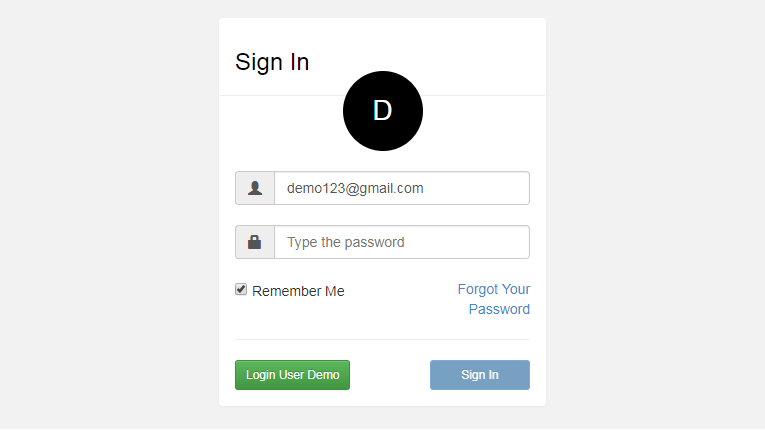 Sign In
D
demo123@gmail.com
Type the password
Remember Me
Forgot Your
Password
Login User Demo
Sign In